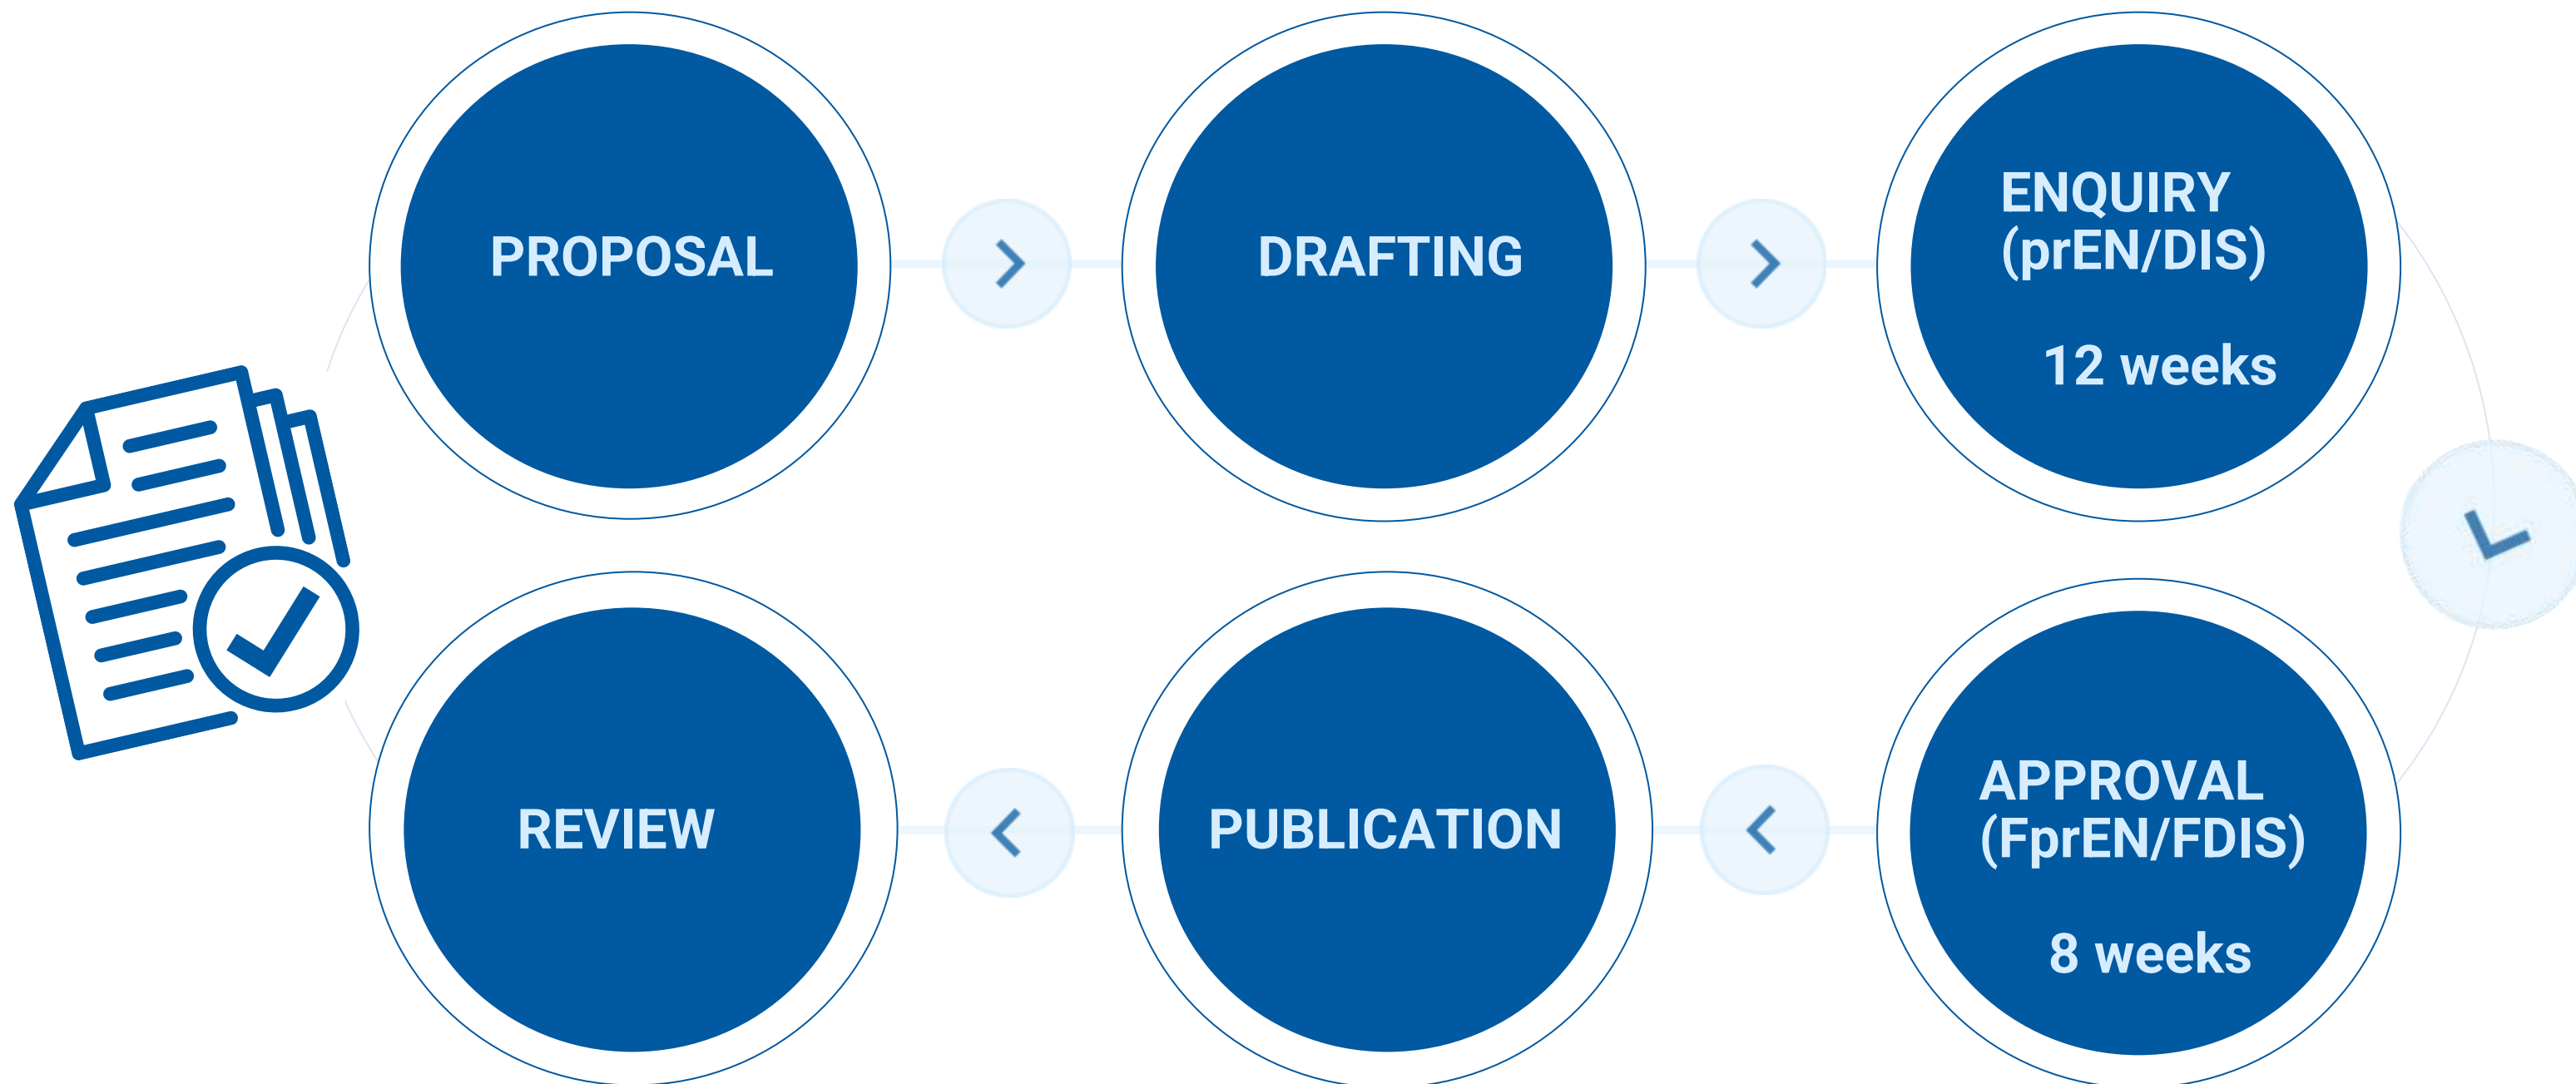 PROPOSAL
DRAFTING
ENQUIRY
(prEN/DIS)
12 weeks
APPROVAL
(FprEN/FDIS)
8 weeks
PUBLICATION
REVIEW